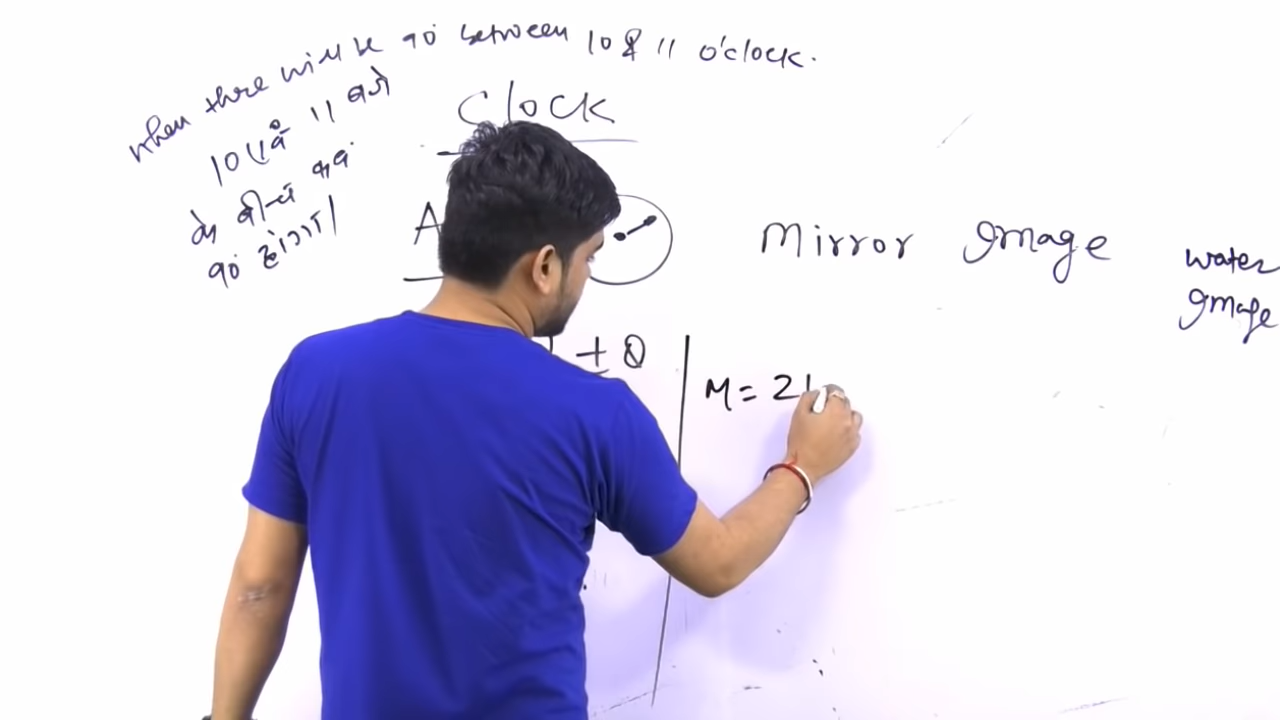 when there will be 90 between 10 & 11 o'clock.
10 एवं 11 बजे
के बीच कब
90 होगा।
Clock
A
Mirror Image
water
Image
+ θ
M = 2